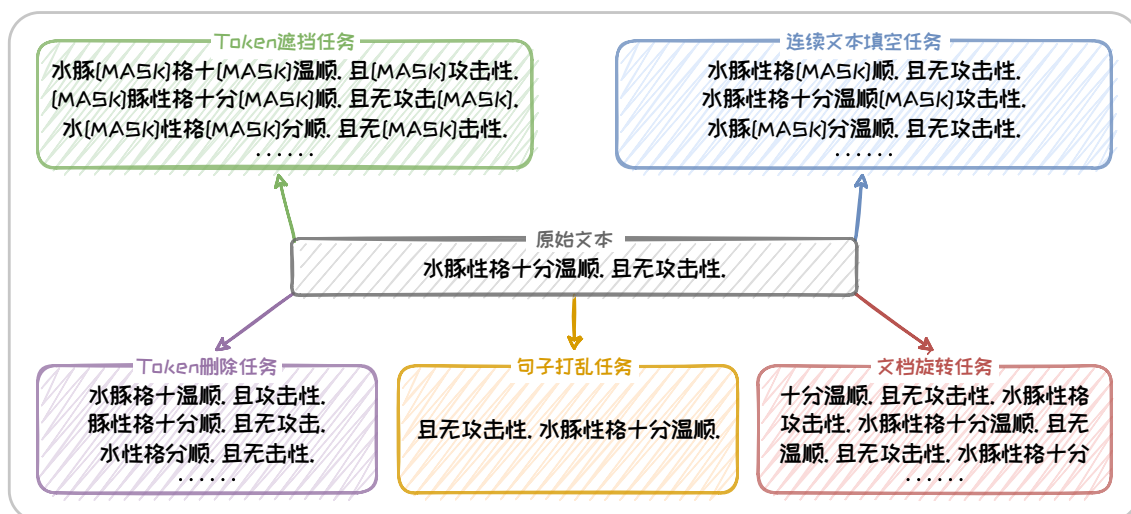 Token遮挡任务
水豚[MASK]格十[MASK]温顺. 且[MASK]攻击性.
[MASK]豚性格十分[MASK]顺. 且无攻击[MASK].
水[MASK]性格[MASK]分顺. 且无[MASK]击性.
......
连续文本填空任务
水豚性格[MASK]顺. 且无攻击性.
水豚性格十分温顺[MASK]攻击.
水豚[MASK]分温顺. 且无攻击性.
......
原始文本
水豚性格十分温顺. 且无攻击性.
Token删除任务
水豚格十温顺. 且攻击性.
豚性格十分顺. 且无攻击.
水性格分顺. 且无击性.
......
句子打乱任务
且无攻击性. 水豚性格十分温顺.
文档旋转任务
十分温顺. 且无攻击性. 水豚性格
攻击性. 水豚性格十分温顺. 且无
温顺. 且无攻击性. 水豚性格十分
......